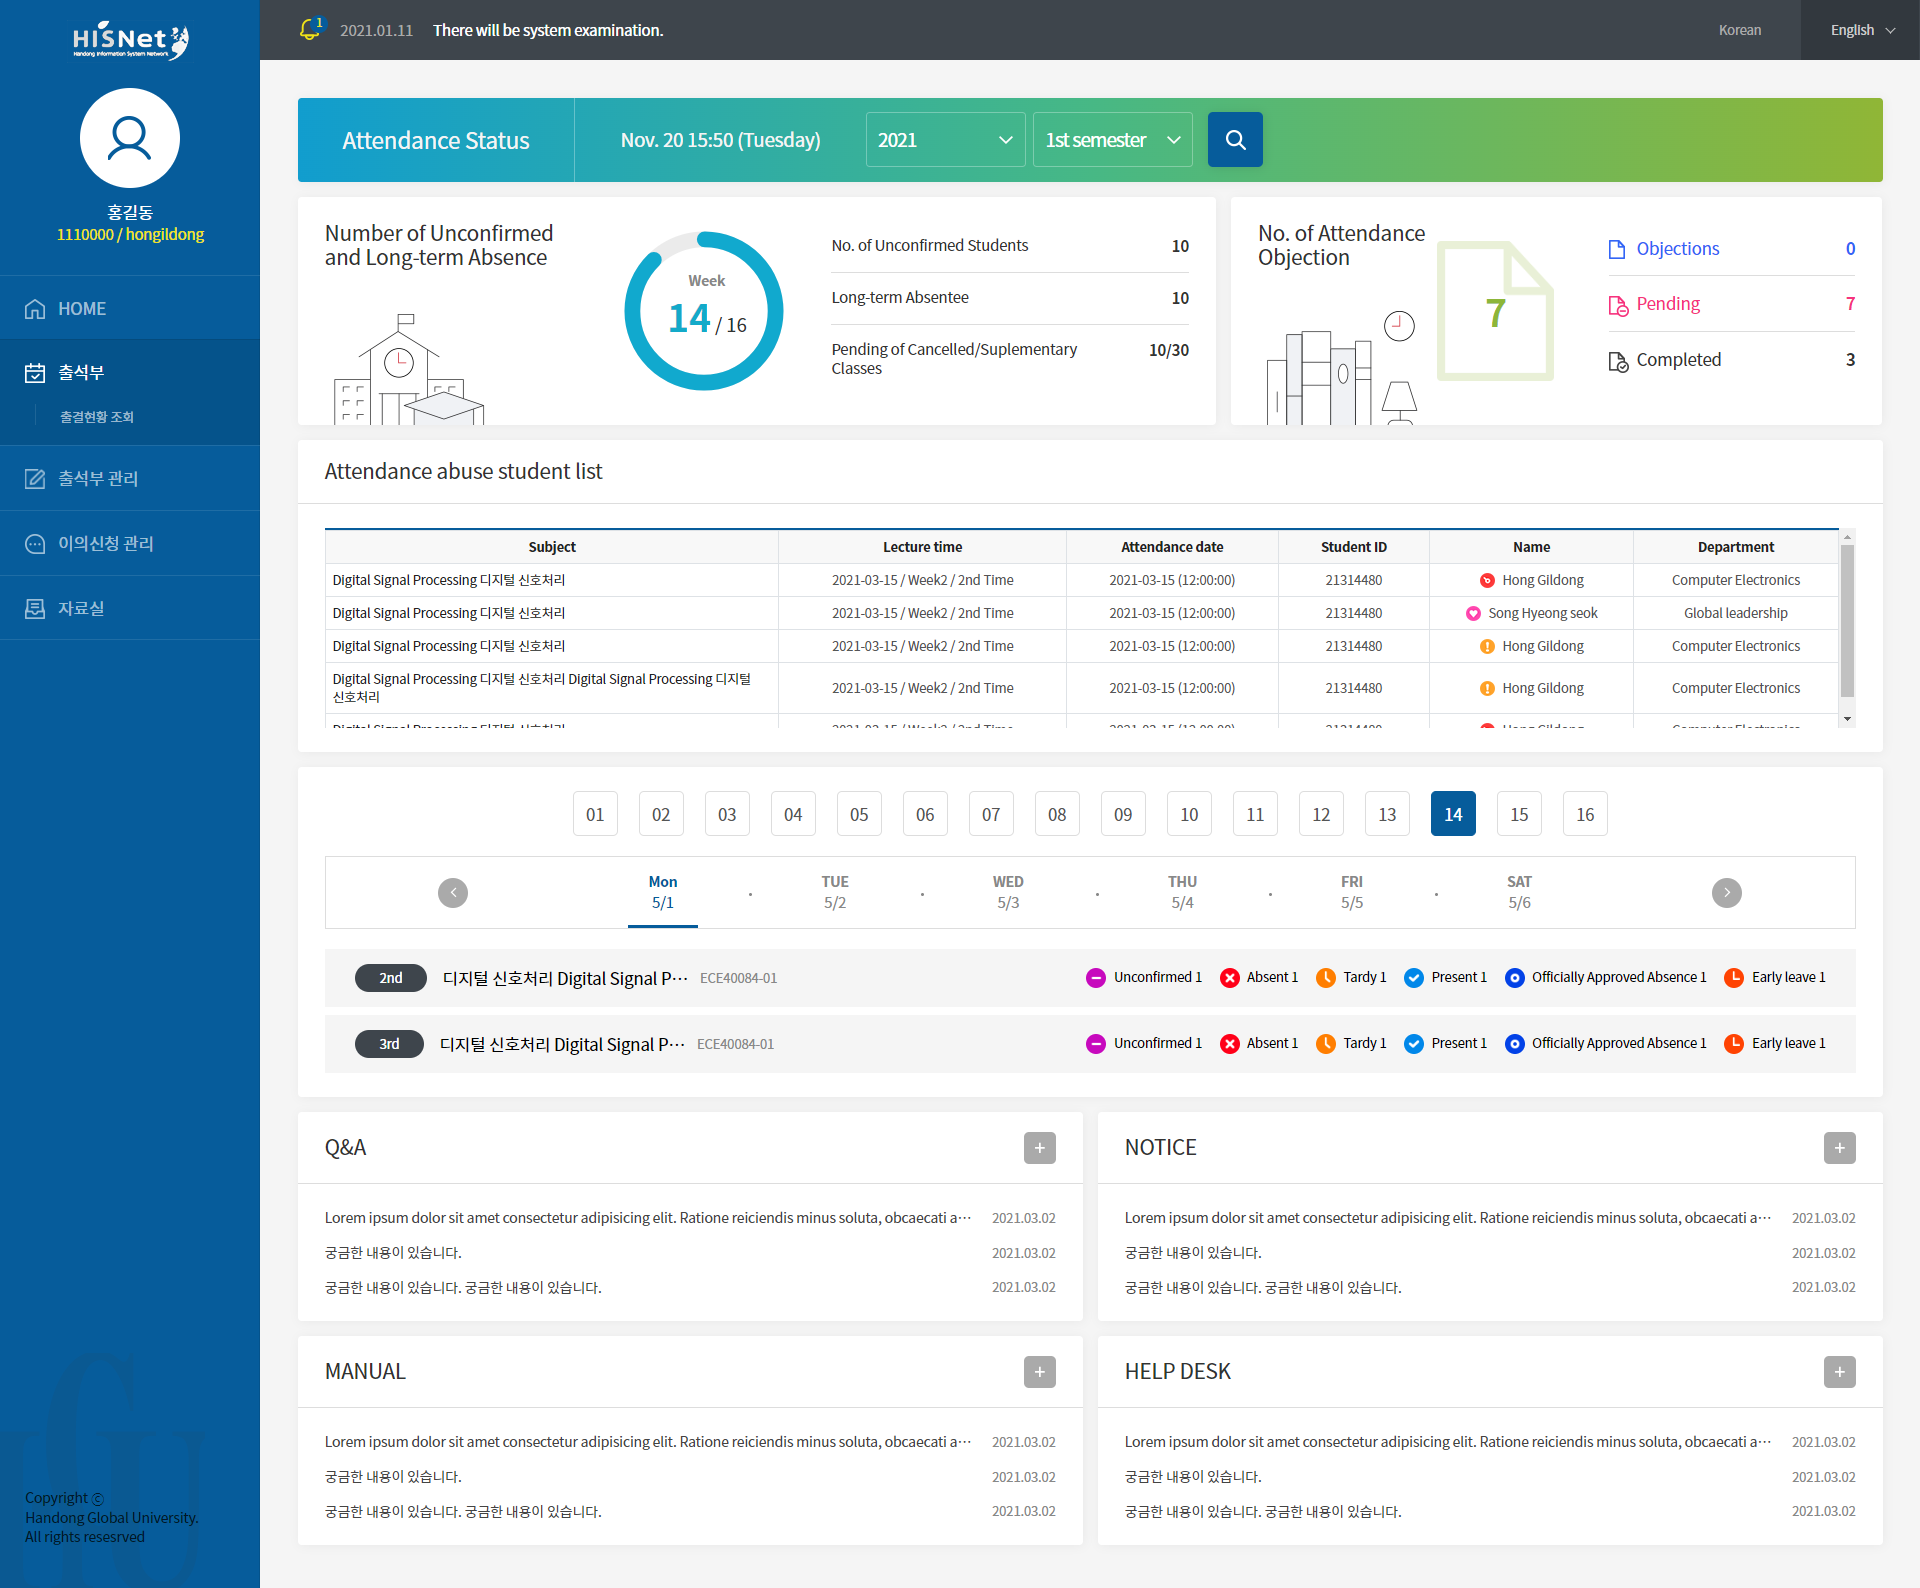 HISNet
Handong Information System Network
홍길동
1110000 / hongildong
HOME
출석부
출결현황 조회
출석부 관리
이의신청 관리
자료실
Copyright ⓒ
Handong Global University.
All rights resesrved
1
2021.01.11 There will be system examination.
Korean
English
Attendance Status
Nov. 20 15:50 (Tuesday)
2021
1st semester
Number of Unconfirmed
and Long-term Absence
Week
14 / 16
No. of Unconfirmed Students 10
Long-term Absentee 10
Pending of Cancelled/Suplementary 10/30
Classes
No. of Attendance
Objection
7
Objections 0
Pending 7
Completed 3
Attendance abuse student list
Subject Lecture time Attendance date Student ID Name Department
Digital Signal Processing 디지털 신호처리 2021-03-15 / Week2 / 2nd Time 2021-03-15 (12:00:00) 21314480 Hong Gildong Computer Electronics
Digital Signal Processing 디지털 신호처리 2021-03-15 / Week2 / 2nd Time 2021-03-15 (12:00:00) 21314480 Song Hyeong seok Global leadership
Digital Signal Processing 디지털 신호처리 2021-03-15 / Week2 / 2nd Time 2021-03-15 (12:00:00) 21314480 Hong Gildong Computer Electronics
Digital Signal Processing 디지털 신호처리 Digital Signal Processing 디지털 2021-03-15 / Week2 / 2nd Time 2021-03-15 (12:00:00) 21314480 Hong Gildong Computer Electronics
신호처리
Digital Signal Processing 디지털 신호처리 2021-03-15 / Week2 / 2nd Time 2021-03-15 (12:00:00) 21314480 Hong Gildong Computer Electronics
01 02 03 04 05 06 07 08 09 10 11 12 13 14 15 16
Mon TUE WED THU FRI SAT
5/1 · 5/2 · 5/3 · 5/4 · 5/5 · 5/6
2nd 디지털 신호처리 Digital Signal P··· ECE40084-01 Unconfirmed 1 Absent 1 Tardy 1 Present 1 Officially Approved Absence 1 Early leave 1
3rd 디지털 신호처리 Digital Signal P··· ECE40084-01 Unconfirmed 1 Absent 1 Tardy 1 Present 1 Officially Approved Absence 1 Early leave 1
Q&A
Lorem ipsum dolor sit amet consectetur adipisicing elit. Ratione reiciendis minus soluta, obcaecati a··· 2021.03.02
궁금한 내용이 있습니다. 2021.03.02
궁금한 내용이 있습니다. 궁금한 내용이 있습니다. 2021.03.02
NOTICE
Lorem ipsum dolor sit amet consectetur adipisicing elit. Ratione reiciendis minus soluta, obcaecati a··· 2021.03.02
궁금한 내용이 있습니다. 2021.03.02
궁금한 내용이 있습니다. 궁금한 내용이 있습니다. 2021.03.02
MANUAL
Lorem ipsum dolor sit amet consectetur adipisicing elit. Ratione reiciendis minus soluta, obcaecati a··· 2021.03.02
궁금한 내용이 있습니다. 2021.03.02
궁금한 내용이 있습니다. 궁금한 내용이 있습니다. 2021.03.02
HELP DESK
Lorem ipsum dolor sit amet consectetur adipisicing elit. Ratione reiciendis minus soluta, obcaecati a··· 2021.03.02
궁금한 내용이 있습니다. 2021.03.02
궁금한 내용이 있습니다. 궁금한 내용이 있습니다. 2021.03.02